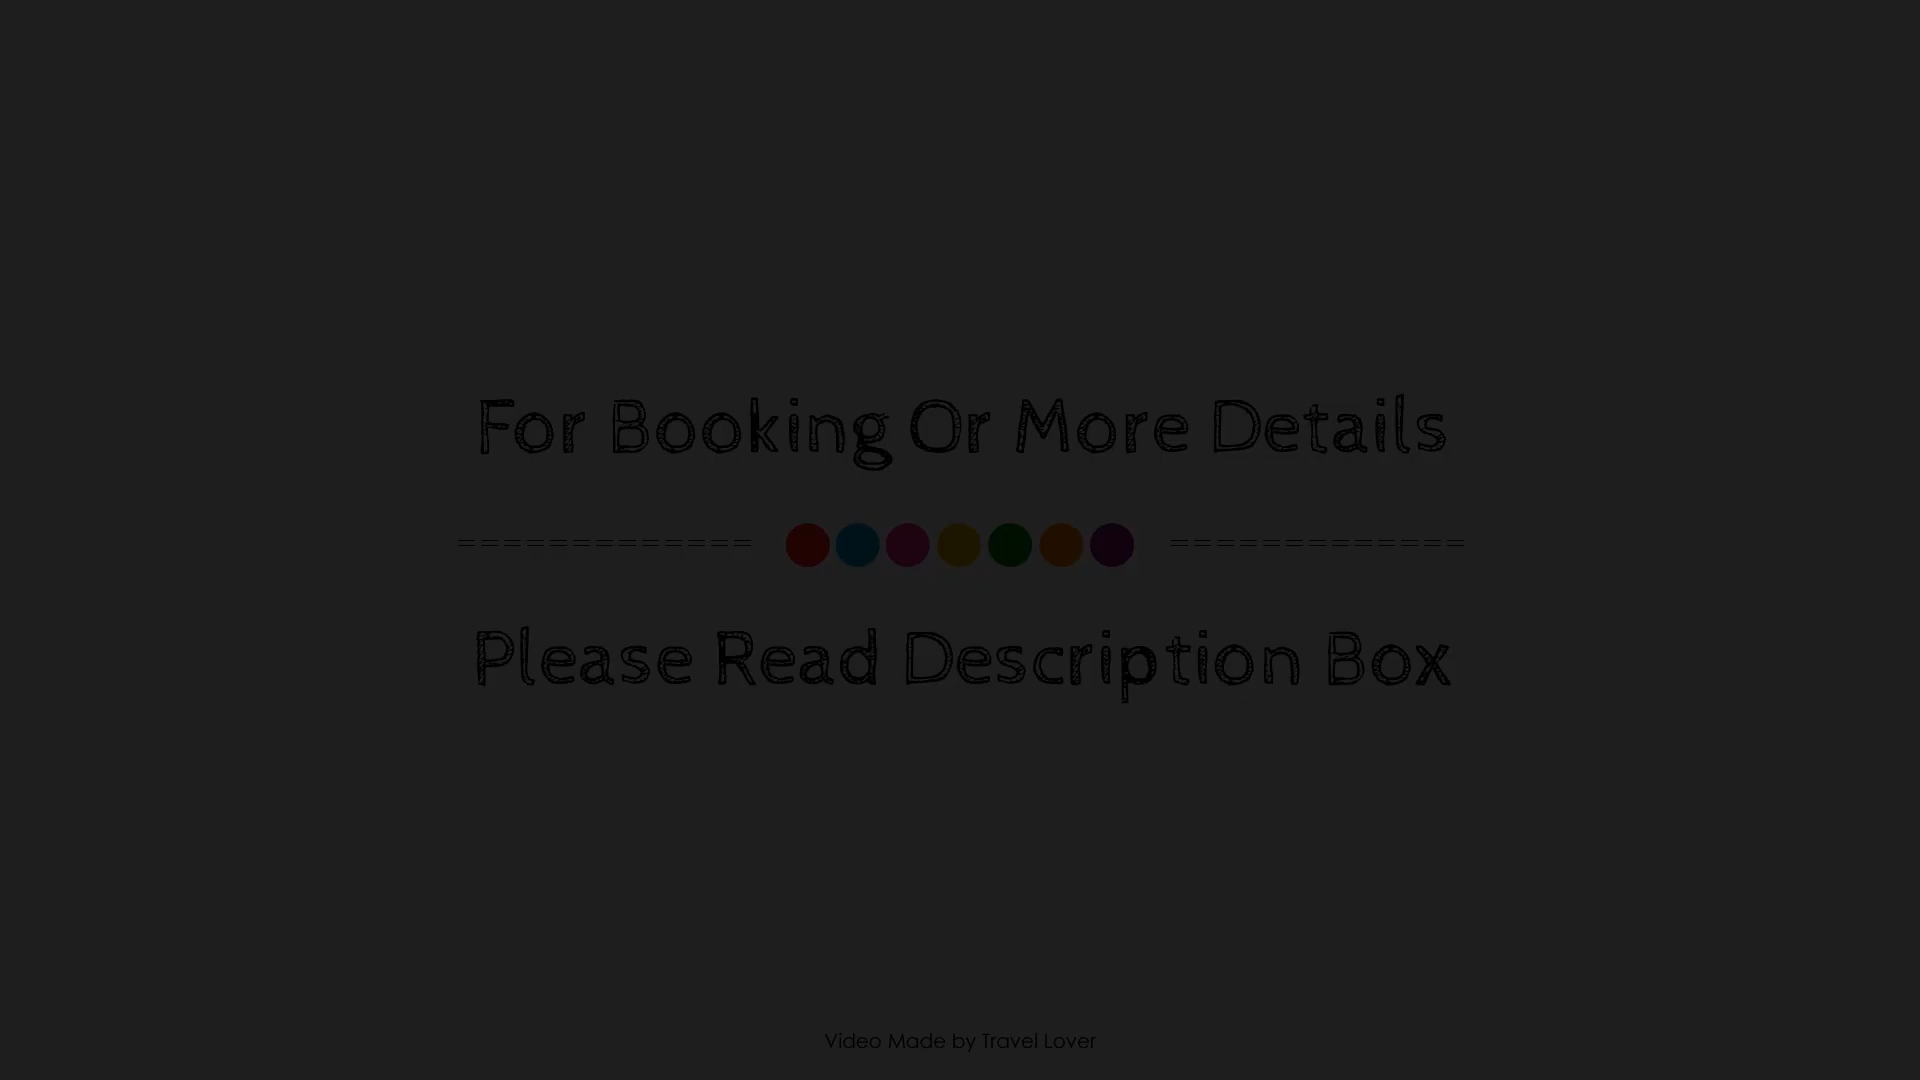 For Booking Or More Details
============= =============
Please Read Description Box
Video Made by Travel Lover